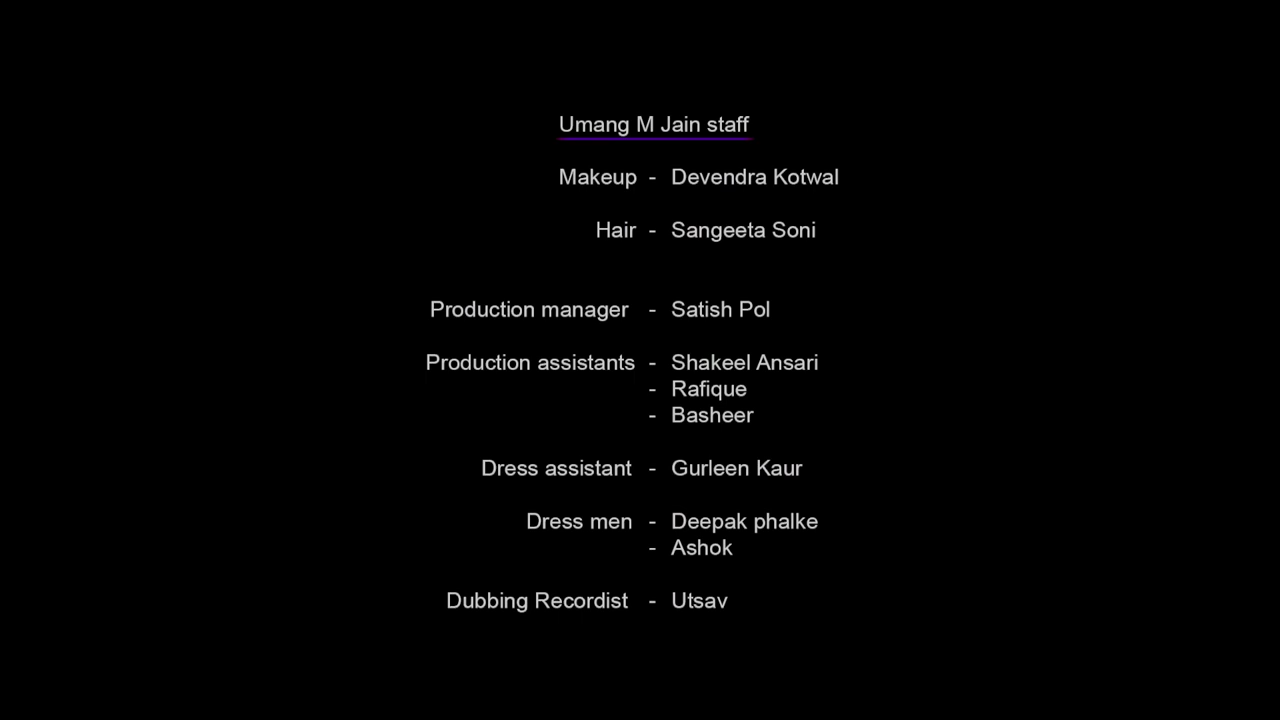 Umang M Jain staff
Makeup - Devendra Kotwal
Hair - Sangeeta Soni
Production manager - Satish Pol
Production assistants - Shakeel Ansari
- Rafique
- Basheer
Dress assistant - Gurleen Kaur
Dress men - Deepak phalke
- Ashok
Dubbing Recordist - Utsav